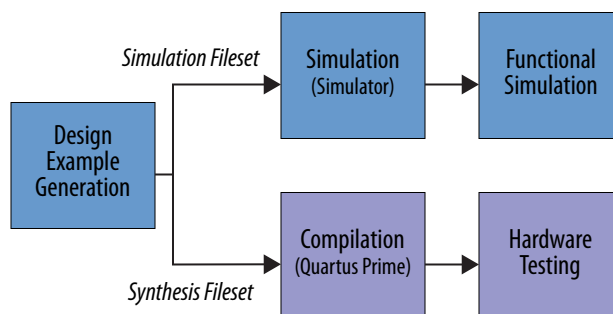 Simulation Fileset
Simulation
(Simulator)
Functional
Simulation
Design
Example
Generation
Compilation
(Quartus Prime)
Hardware
Testing
Synthesis Fileset